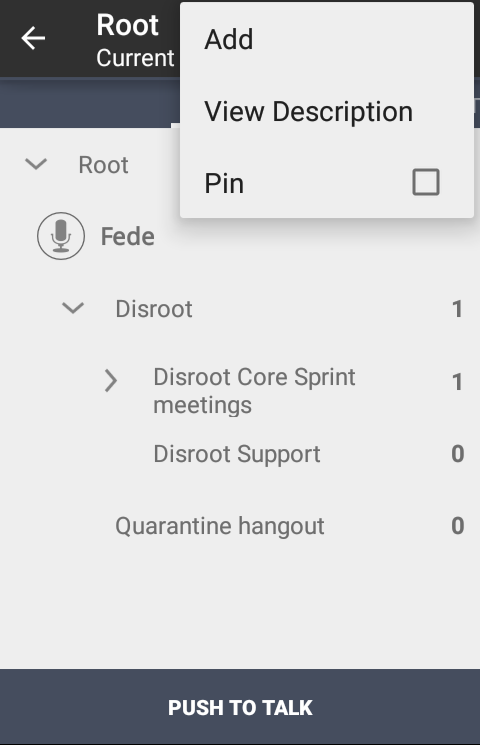 Root
Current
Add
View Description
Pin
Root
Fede
Disroot 1
Disroot Core Sprint 1
meetings
Disroot Support 0
Quarantine hangout 0
PUSH TO TALK